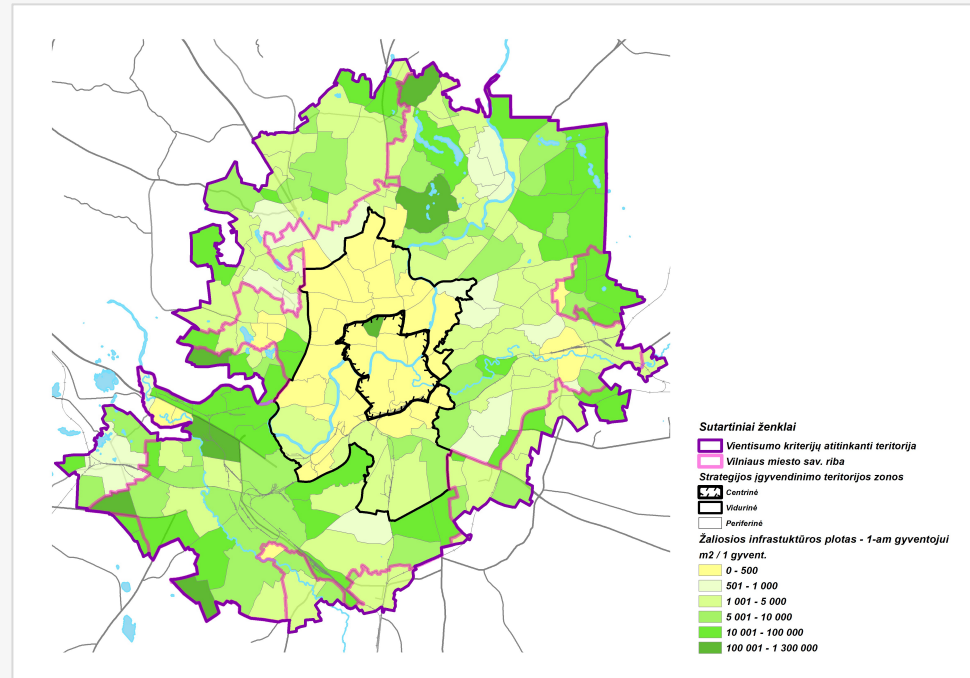 Sutartiniai ženklai
Vientisumo kriterijų atitinkanti teritorija
Vilniaus miesto sav. riba
Strategijos įgyvendinimo teritorijos zonos
Centrinė
Vidurinė
Periferinė
Žaliosios infrastuktūros plotas - 1-am gyventojui
m2 / 1 gyvent.
0 - 500
501 - 1 000
1 001 - 5 000
5 001 - 10 000
10 001 - 100 000
100 001 - 1 300 000